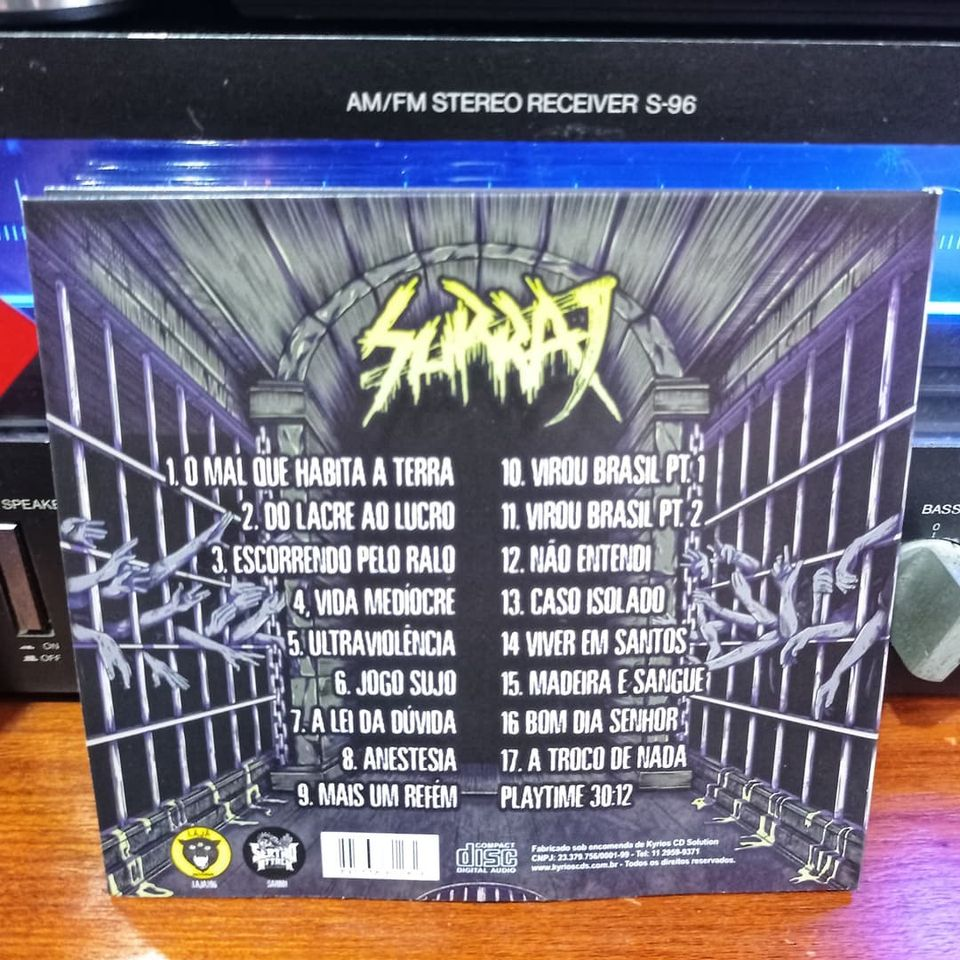 AM/FM STEREO RECEIVER S-96
SURRA
1. O MAL QUE HABITA A TERRA
2. DO LACRE AO LUCRO
3. ESCORRENDO PELO RALO
4. VIDA MEDÍOCRE
5. ULTRAVIOLÊNCIA
6. JOGO SUJO
7. A LEI DA DÚVIDA
8. ANESTESIA
9. MAIS UM REFÉM
10. VIROU BRASIL PT. 1
11. VIROU BRASIL PT. 2
12. NÃO ENTENDI
13. CASO ISOLADO
14 VIVER EM SANTOS
15. MADEIRA E SANGUE
16 BOM DIA SENHOR
17. A TROCO DE NADA
PLAYTIME 30:12
SPEAKE
ON
OFF
BASS
0
LAJA
COMPACT
disc
DIGITAL AUDIO
Fabricado sob encomenda de Kyrios CD Solution
CNPJ: 23.379.756/0001-99 - Tel: 11 2959-9371
www.kyrioscds.com.br - Todos os direitos reservados.